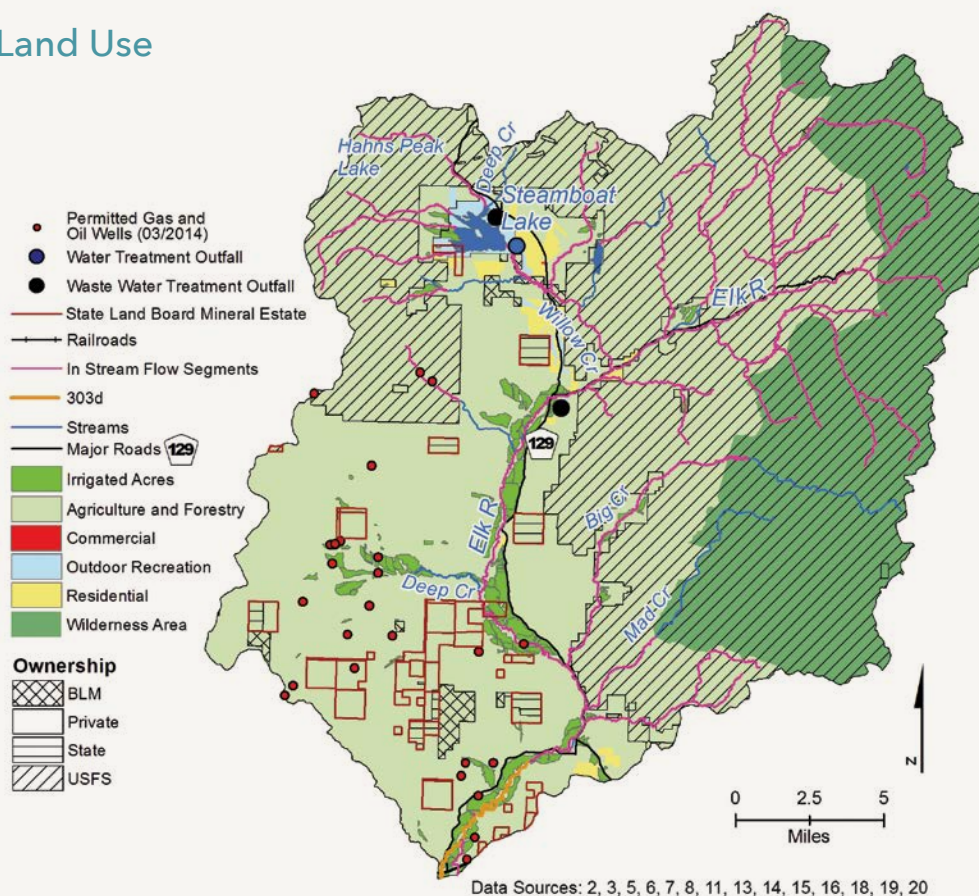 Land Use
Permitted Gas and
Oil Wells (03/2014)
Water Treatment Outfall
Waste Water Treatment Outfall
State Land Board Mineral Estate
Railroads
In Stream Flow Segments
303d
Streams
Major Roads 129
Irrigated Acres
Agriculture and Forestry
Commercial
Outdoor Recreation
Residential
Wilderness Area
Ownership
BLM
Private
State
USFS
Hahns Peak
Lake
Deep Cr
Steamboat
Lake
Willow Cr
Elk R
129
Big Cr
Elk R
Deep Cr
Mad Cr
N
0 2.5 5
Miles
Data Sources: 2, 3, 5, 6, 7, 8, 11, 13, 14, 15, 16, 18, 19, 20